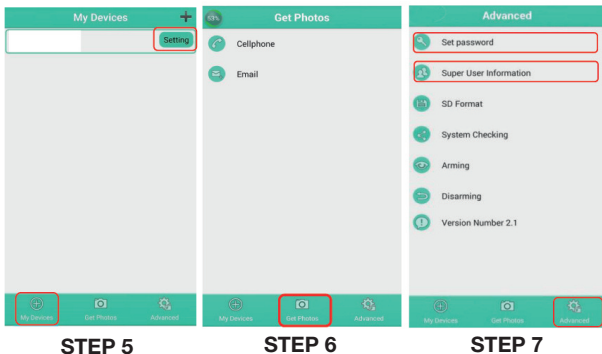 My Devices +
Setting
My Devices Get Photos Advanced
STEP 5
83% Get Photos
Cellphone
Email
My Devices Get Photos Advanced
STEP 6
Advanced
Set password
Super User Information
SD Format
System Checking
Arming
Disarming
Version Number 2.1
My Devices Get Photos Advanced
STEP 7